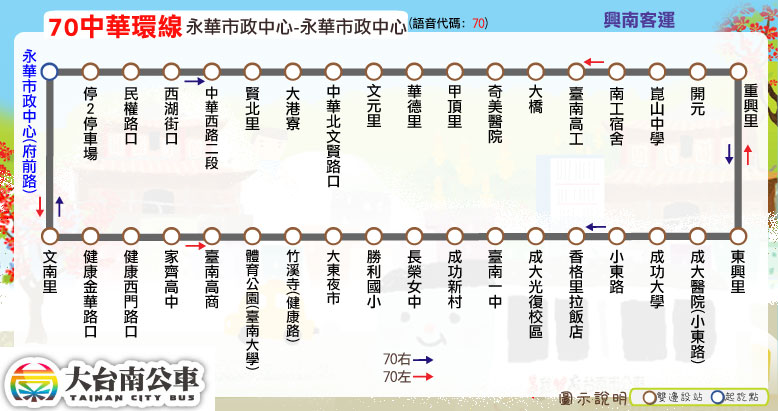 70中華環線 永華市政中心-永華市政中心 (語音代碼: 70)
興南客運
永華市政中心(府前路)
停2停車場
民權路口
西湖街口
中華西路二段
賢北里
大港寮
中華北文賢路口
文元里
華德里
甲頂里
奇美醫院
大橋
臺南高工
南工宿舍
崑山中學
開元
重興里
文南里
健康金華路口
健康西門路口
家齊高中
臺南高商
體育公園(臺南大學)
竹溪寺(健康路)
大東夜市
勝利國小
長榮女中
成功新村
臺南一中
成大光復校區
香格里拉飯店
小東路
成功大學
成大醫院(小東路)
東興里
70右
70左
大台南公車
TAINAN CITY BUS
圖示說明 雙邊設站 起訖點